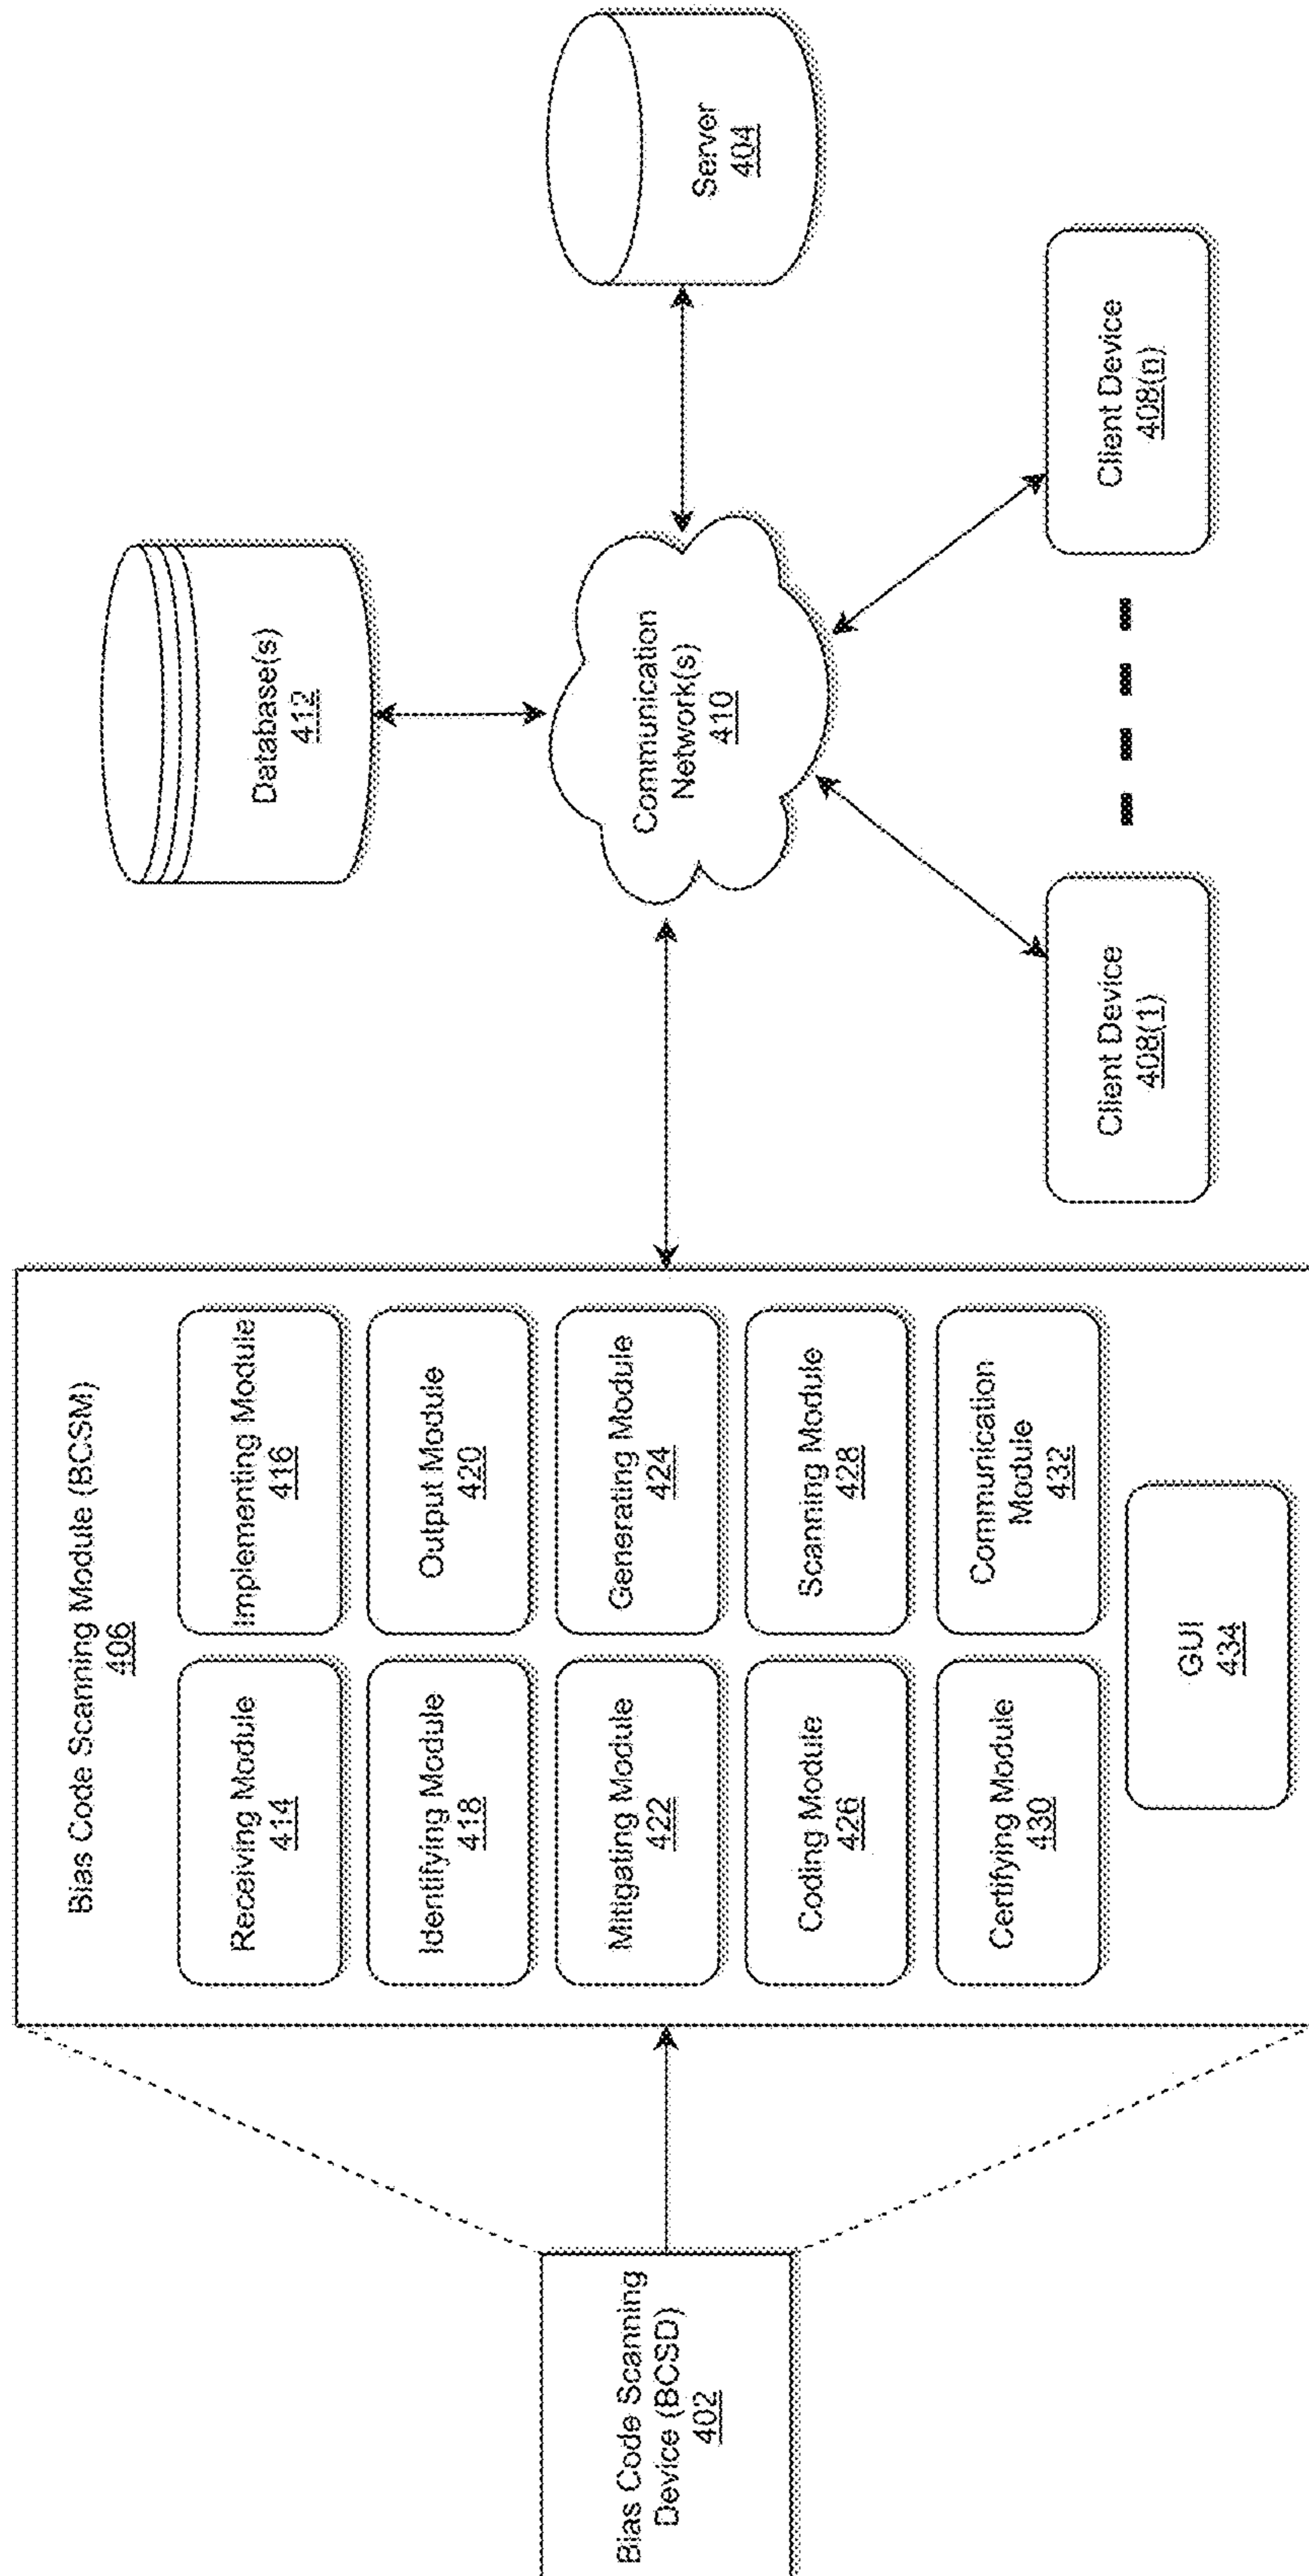 Bias Code Scanning
Device (BCSD)
402
Bias Code Scanning Module (BCSM)
406
Receiving Module
414
Implementing Module
416
Identifying Module
418
Output Module
420
Mitigating Module
422
Generating Module
424
Coding Module
426
Scanning Module
428
Certifying Module
430
Communication
Module
432
GUI
434
Database(s)
412
Communication
Network(s)
410
Server
404
Client Device
408(1)
Client Device
408(n)